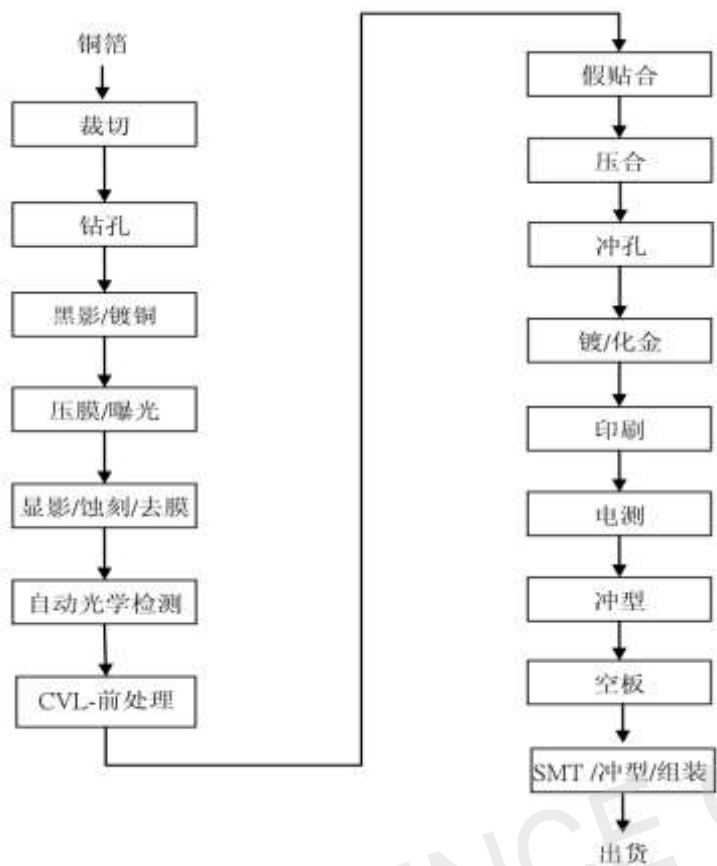 铜箔
裁切
钻孔
黑影/镀铜
压膜/曝光
显影/蚀刻/去膜
自动光学检测
CVL-前处理
假贴合
压合
冲孔
镀/化金
印刷
电测
冲型
空板
SMT /冲型/组装
出货